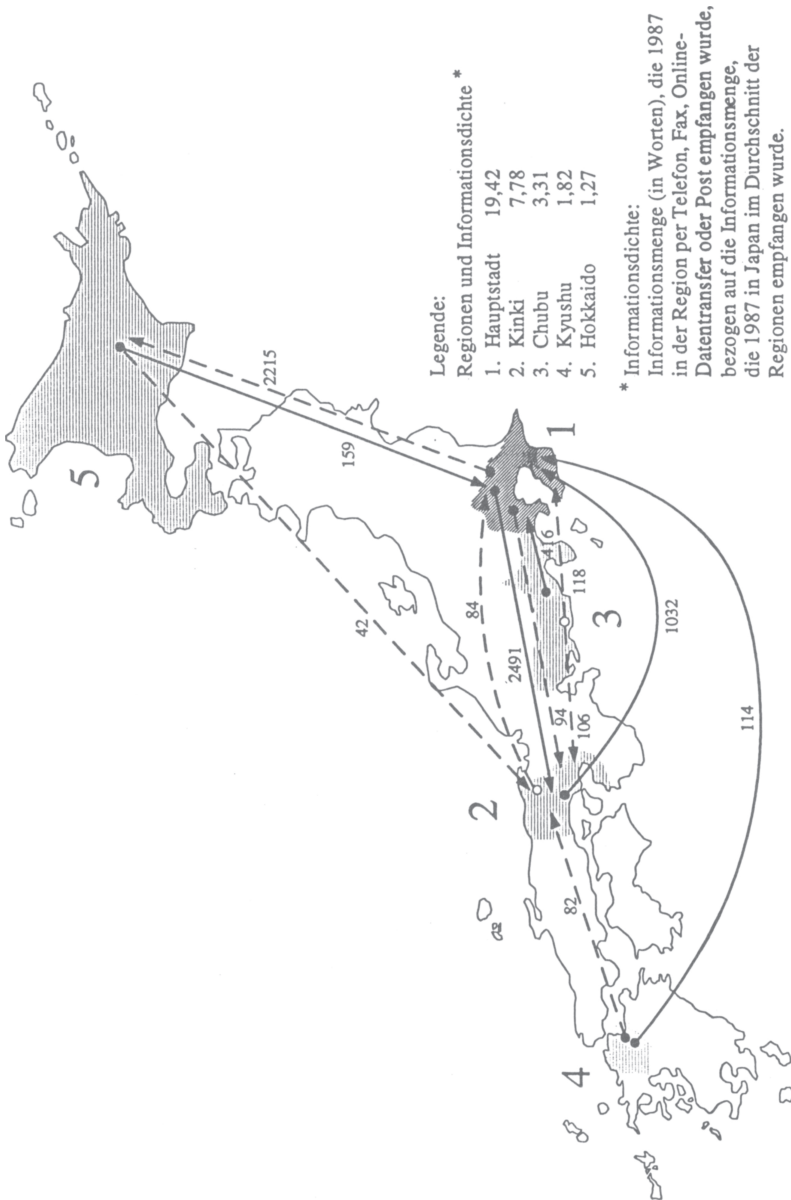 5
2215
159
42
1
84
2491
416
118
3
94
106
1032
114
2
82
4
Legende:
Regionen und Informationsdichte *
1. Hauptstadt 19,42
2. Kinki 7,78
3. Chubu 3,31
4. Kyushu 1,82
5. Hokkaido 1,27
* Informationsdichte:
Informationsmenge (in Worten), die 1987
in der Region per Telefon, Fax, Online-
Datentransfer oder Post empfangen wurde,
bezogen auf die Informationsmenge,
die 1987 in Japan im Durchschnitt der
Regionen empfangen wurde.